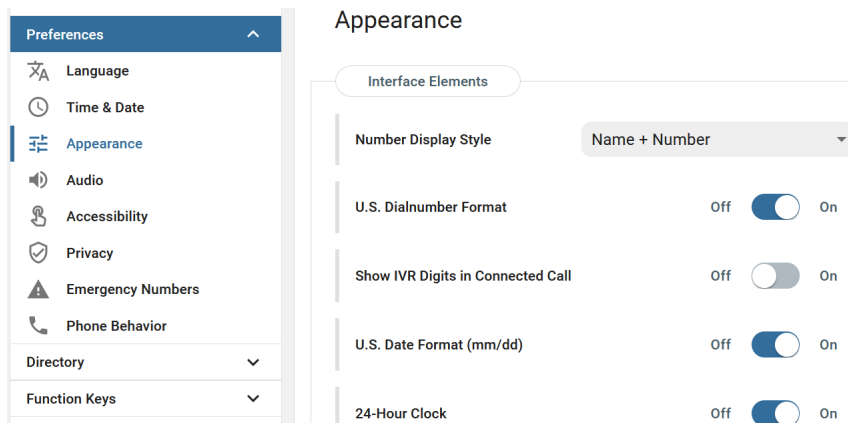 Preferences
Language
Time & Date
Appearance
Audio
Accessibility
Privacy
Emergency Numbers
Phone Behavior
Directory
Function Keys
Appearance
Interface Elements
Number Display Style Name + Number
U.S. Dialnumber Format Off On
Show IVR Digits in Connected Call Off On
U.S. Date Format (mm/dd) Off On
24-Hour Clock Off On